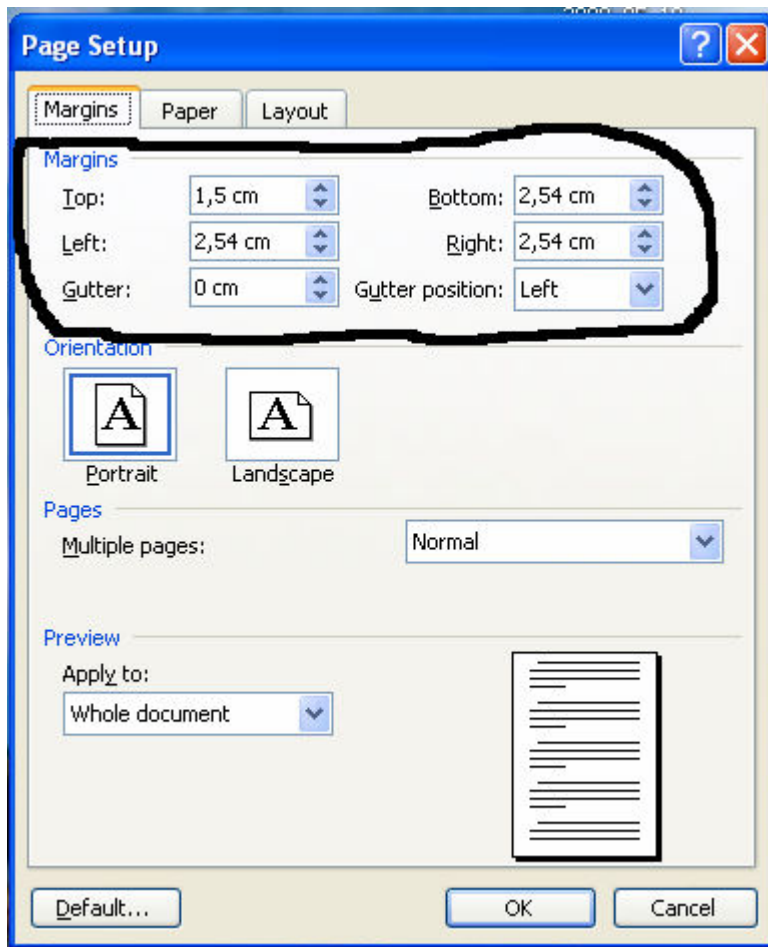 Page Setup
Margins Paper Layout
Margins
Top: 1,5 cm Bottom: 2,54 cm
Left: 2,54 cm Right: 2,54 cm
Gutter: 0 cm Gutter position: Left
Orientation
A A
Portrait Landscape
Pages
Multiple pages: Normal
Preview
Apply to:
Whole document
Default... OK Cancel